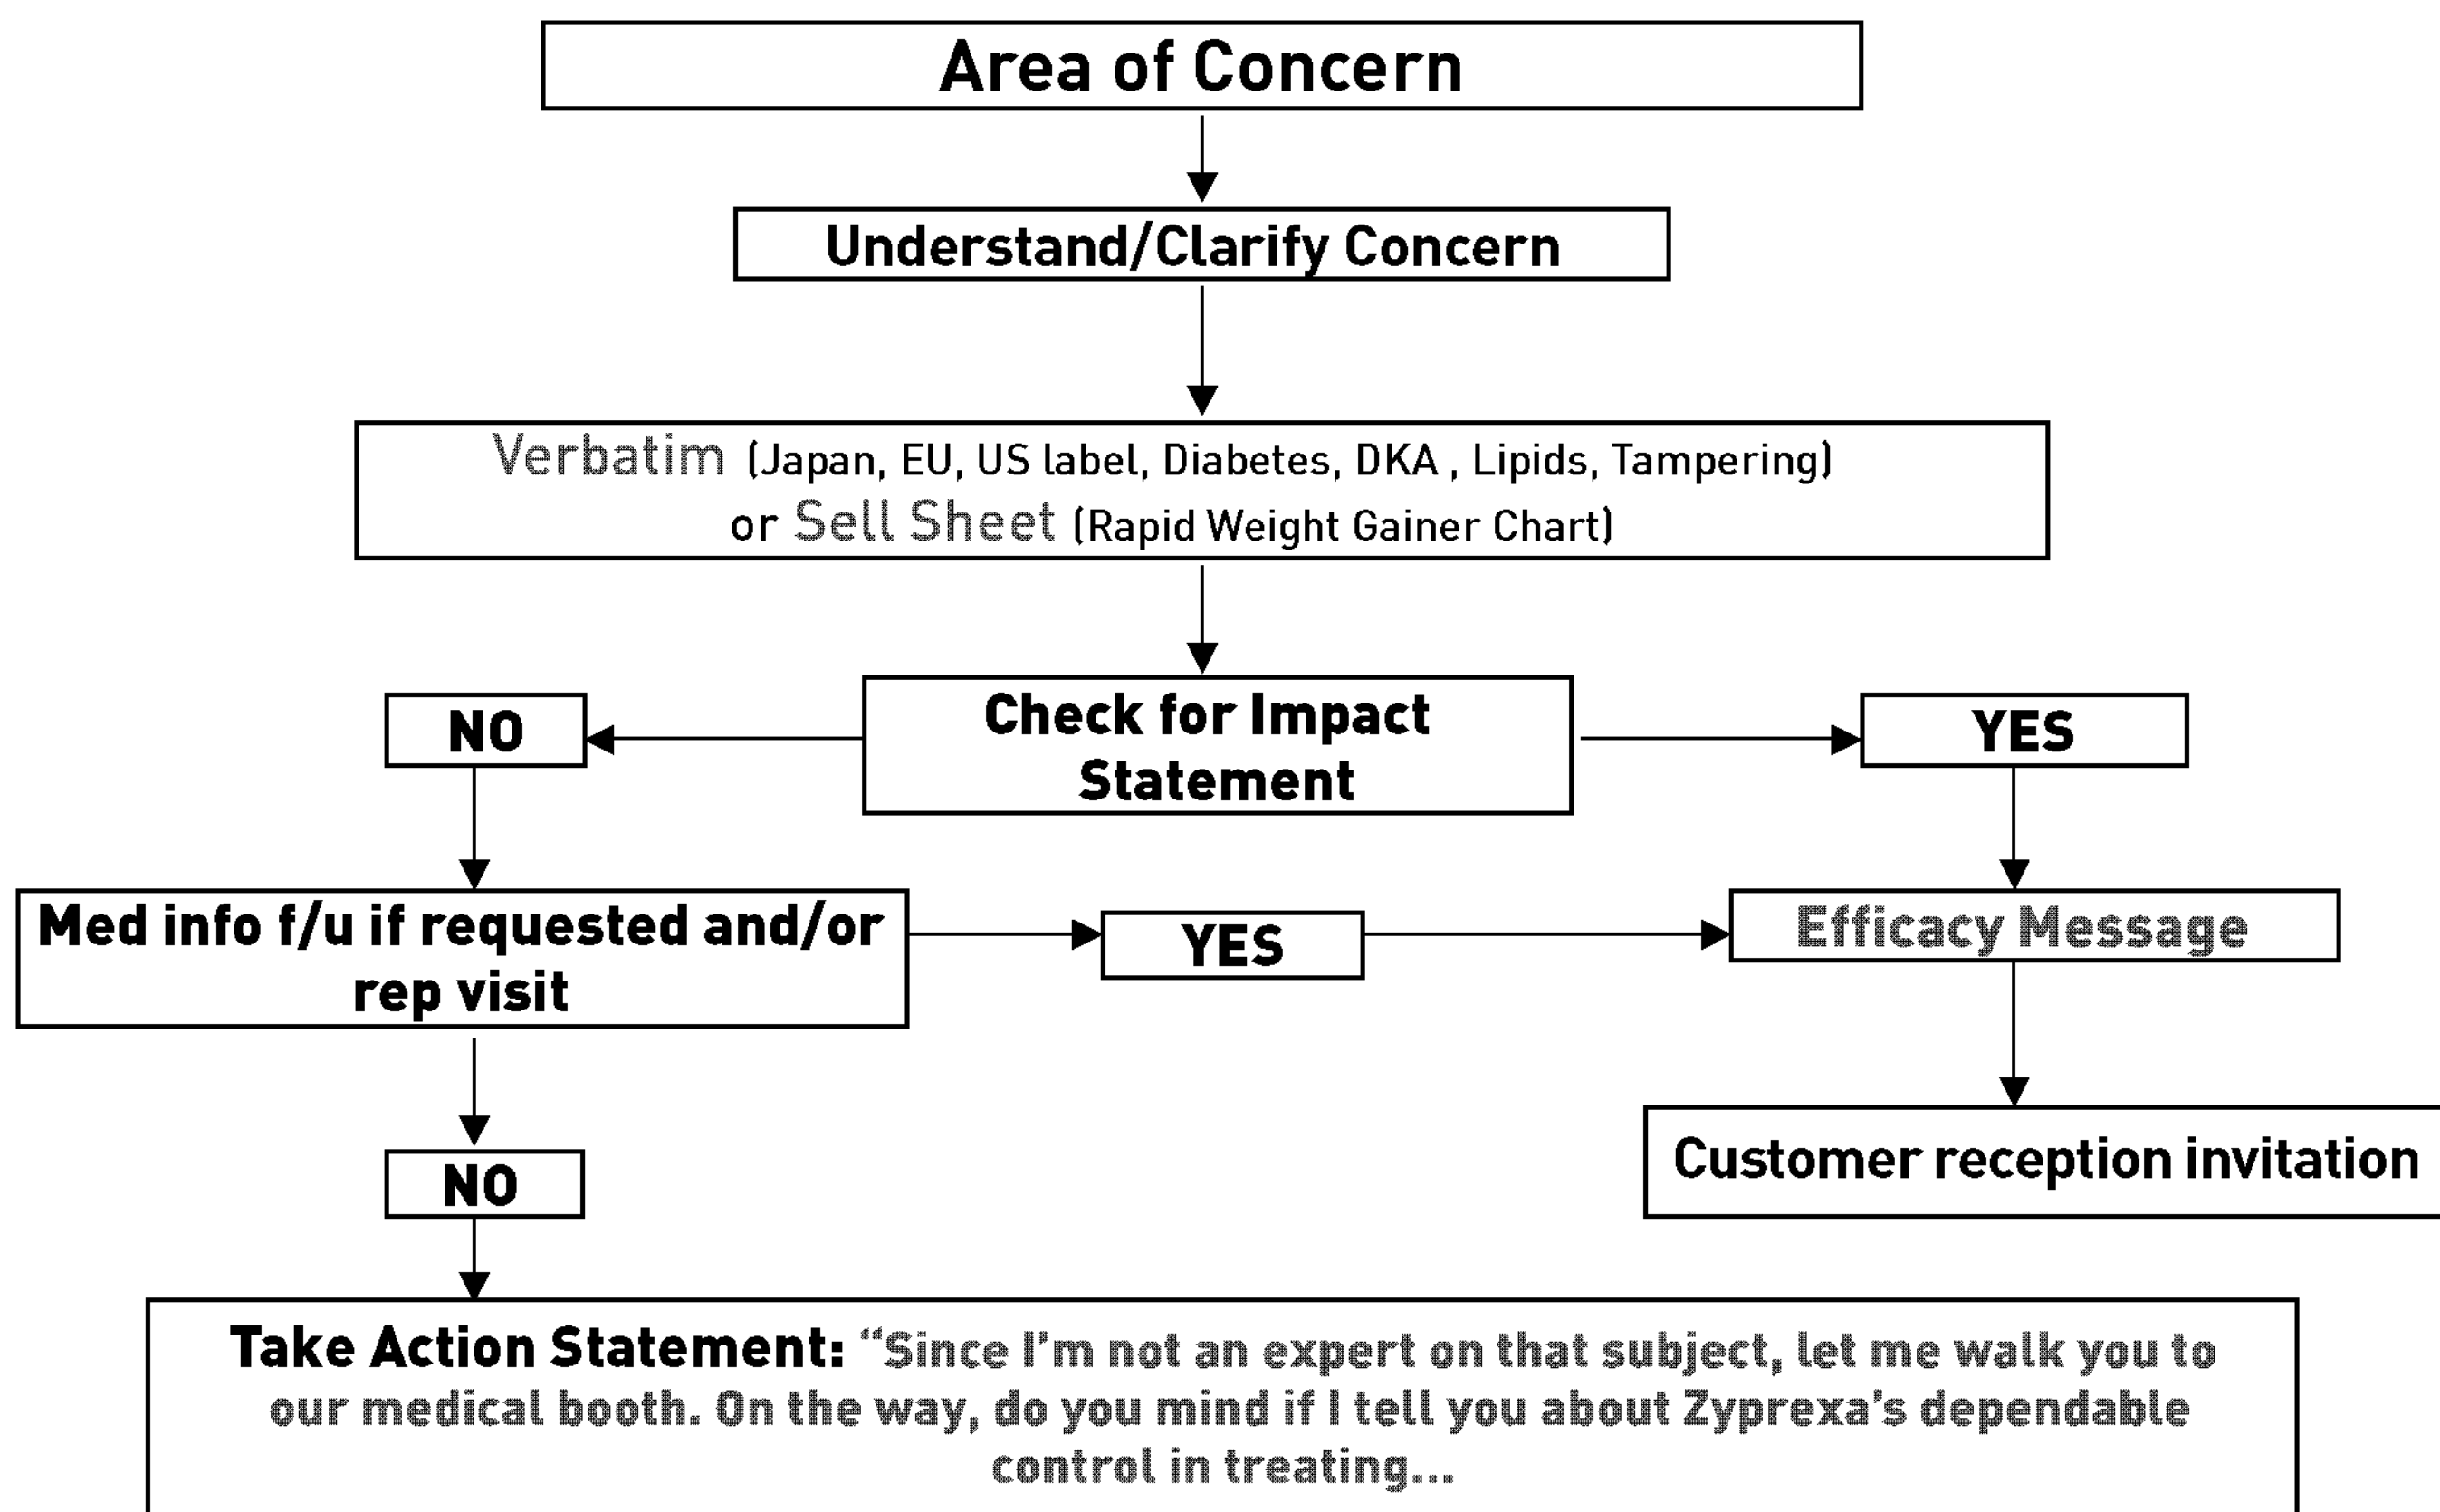 Area of Concern
Understand/Clarify Concern
Verbatim (Japan, EU, US label, Diabetes, DKA , Lipids, Tampering)
or Sell Sheet (Rapid Weight Gainer Chart)
NO
Check for Impact
Statement
YES
Med info f/u if requested and/or
rep visit
YES
Efficacy Message
Customer reception invitation
NO
Take Action Statement: “Since I’m not an expert on that subject, let me walk you to
our medical booth. On the way, do you mind if I tell you about Zyprexa’s dependable
control in treating...